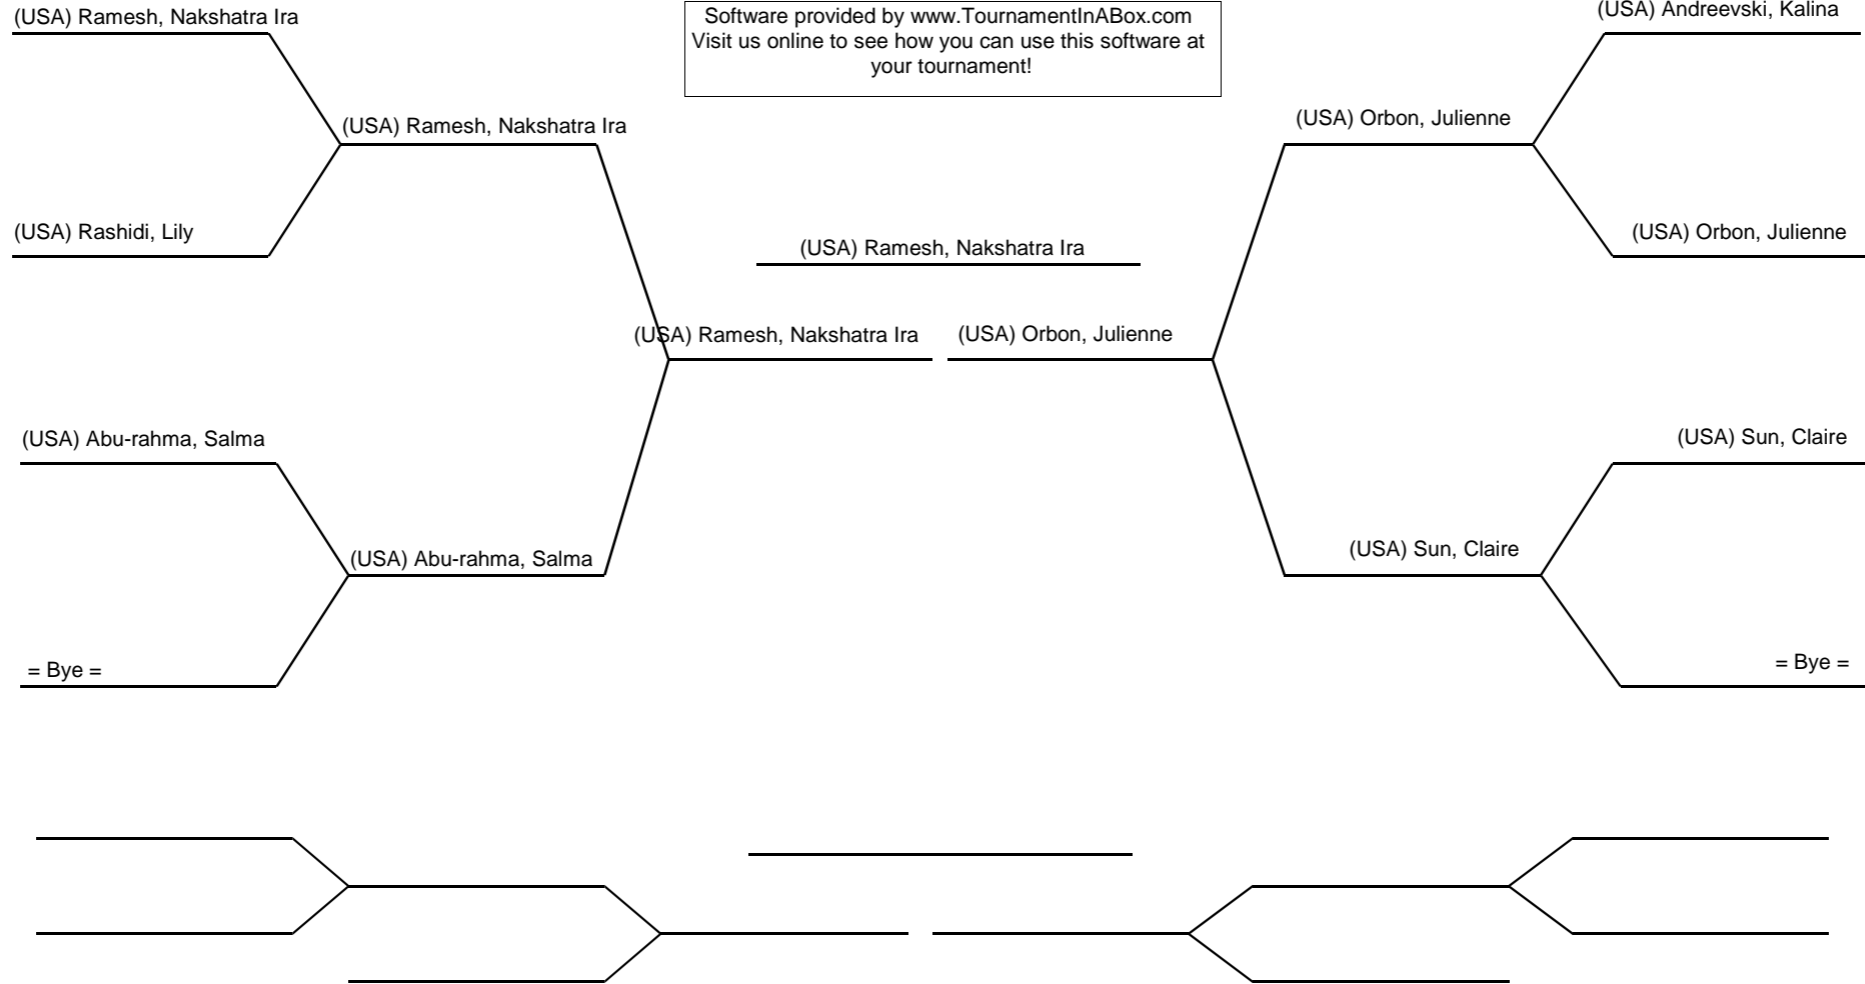 (USA) Ramesh, Nakshatra Ira
Software provided by www.TournamentInABox.com
Visit us online to see how you can use this software at
your tournament!
(USA) Andreevski, Kalina
(USA) Ramesh, Nakshatra Ira
(USA) Orbon, Julienne
(USA) Rashidi, Lily
(USA) Ramesh, Nakshatra Ira
(USA) Orbon, Julienne
(USA) Ramesh, Nakshatra Ira
(USA) Orbon, Julienne
(USA) Abu-rahma, Salma
(USA) Sun, Claire
(USA) Abu-rahma, Salma
(USA) Sun, Claire
= Bye =
= Bye =